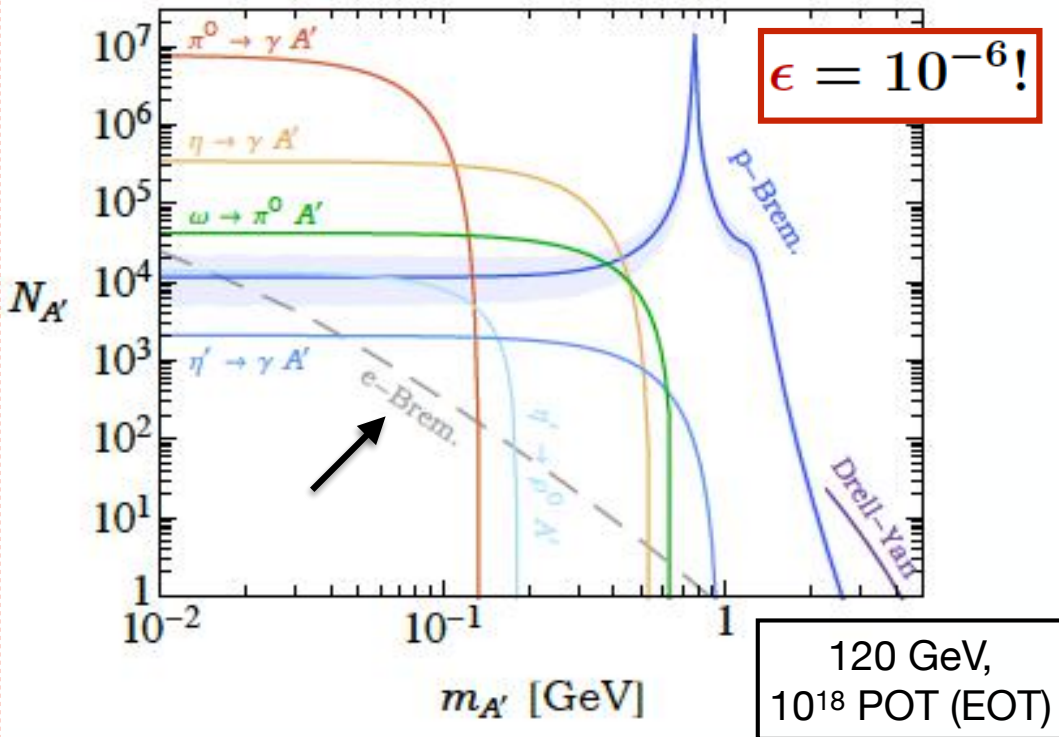 10⁷
π⁰ → γ A′
ϵ = 10⁻⁶!
10⁶
η → γ A′
p−Brem.
10⁵
ω → π⁰ A′
N_A′
10⁴
10³
η′ → γ A′
e−Brem.
10²
10¹
Drell−Yan
1
10⁻²
10⁻¹
1
m_A′ [GeV]
120 GeV,
10¹⁸ POT (EOT)